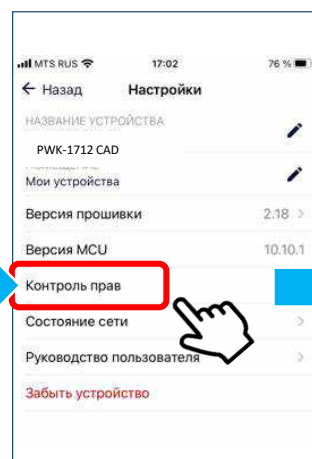 MTS RUS 17:02 76 %
← Назад Настройки
НАЗВАНИЕ УСТРОЙСТВА
PWK-1712 CAD
Мои устройства
Версия прошивки 2.18 >
Версия MCU 10.10.1
Контроль прав
Состояние сети >
Руководство пользователя >
Забыть устройство